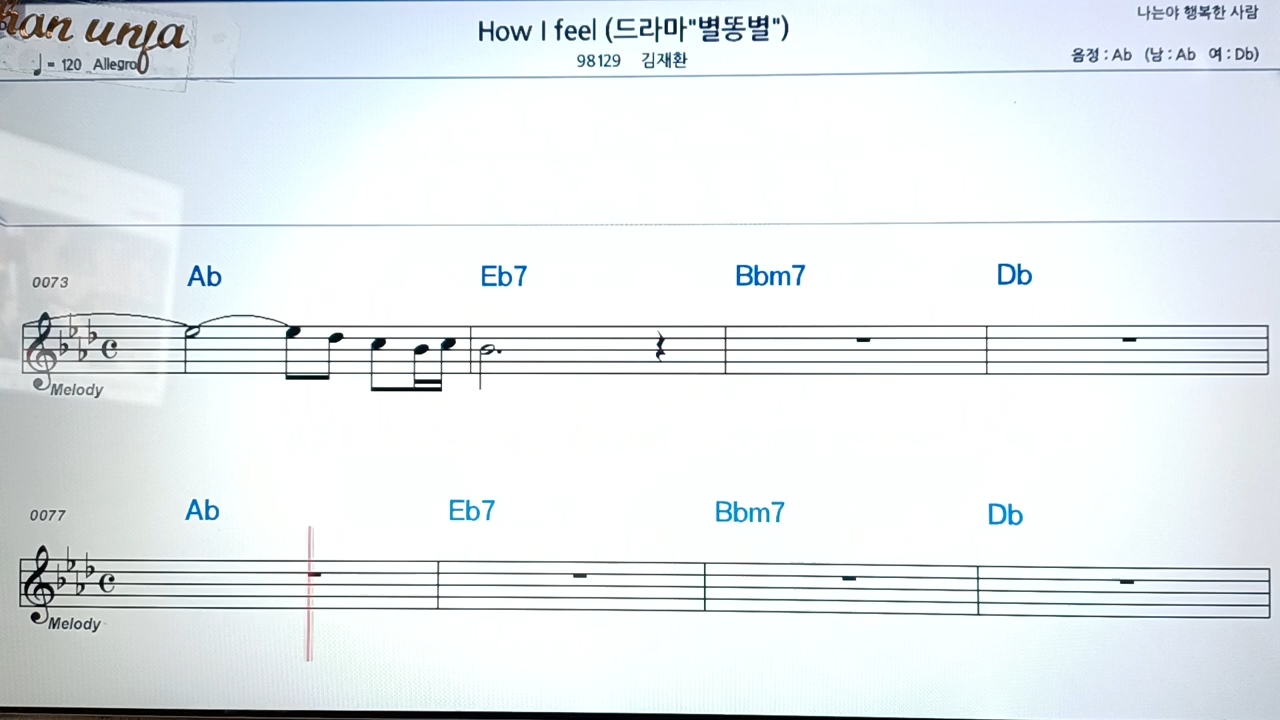 How I feel (드라마"별똥별")
나는야 행복한 사람
♩ = 120 Allegro
98129 김재환
음정 : Ab (남 : Ab 여 : Db)
0073 Ab Eb7 Bbm7 Db
Melody
0077 Ab Eb7 Bbm7 Db
Melody